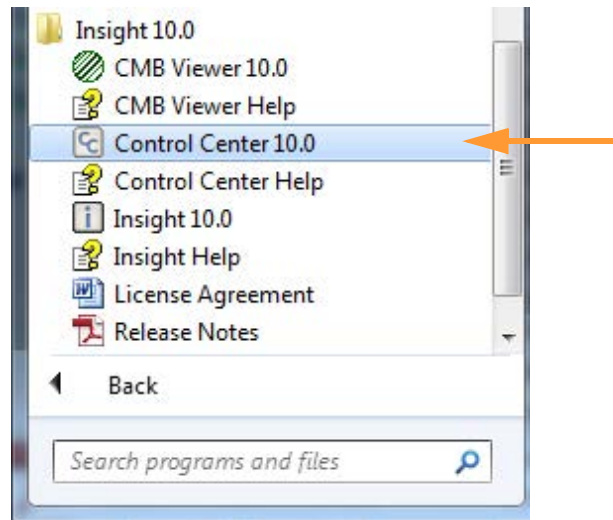 Insight 10.0
CMB Viewer 10.0
CMB Viewer Help
Control Center 10.0
Control Center Help
Insight 10.0
Insight Help
License Agreement
Release Notes
Back
Search programs and files